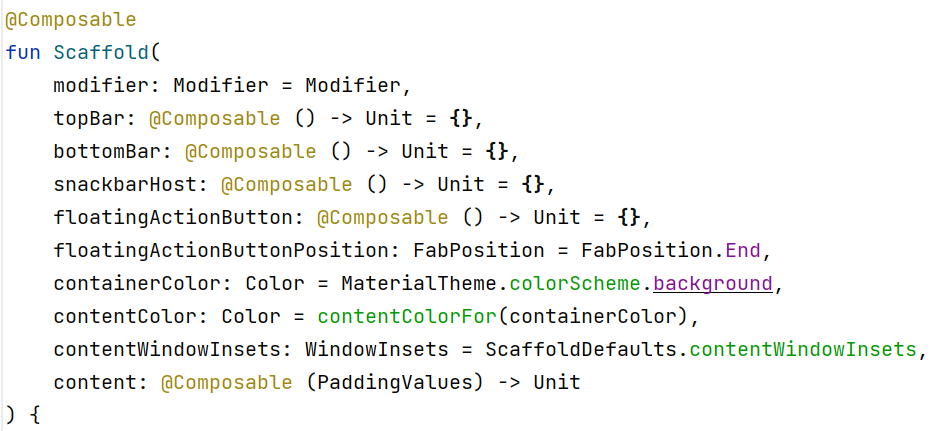 @Composable
fun Scaffold(
    modifier: Modifier = Modifier,
    topBar: @Composable () -> Unit = {},
    bottomBar: @Composable () -> Unit = {},
    snackbarHost: @Composable () -> Unit = {},
    floatingActionButton: @Composable () -> Unit = {},
    floatingActionButtonPosition: FabPosition = FabPosition.End,
    containerColor: Color = MaterialTheme.colorScheme.background,
    contentColor: Color = contentColorFor(containerColor),
    contentWindowInsets: WindowInsets = ScaffoldDefaults.contentWindowInsets,
    content: @Composable (PaddingValues) -> Unit
) {